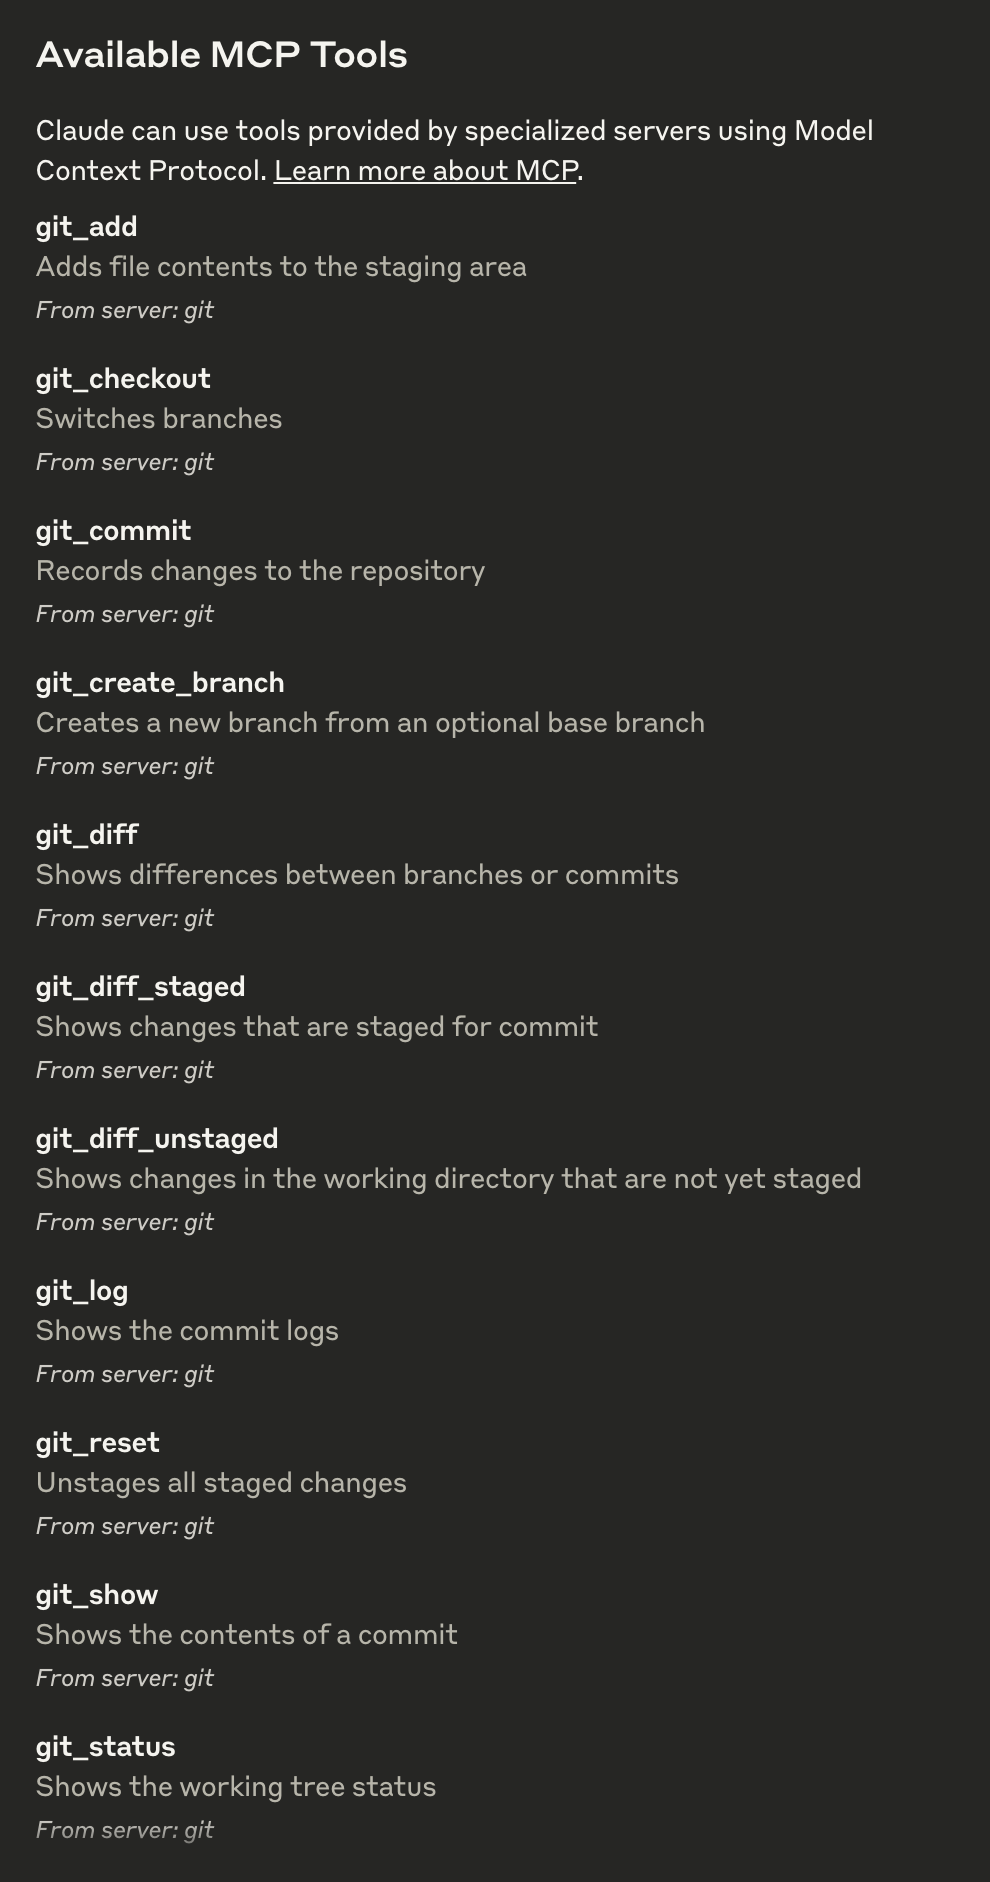 Available MCP Tools
Claude can use tools provided by specialized servers using Model
Context Protocol. Learn more about MCP.
git_add
Adds file contents to the staging area
From server: git
git_checkout
Switches branches
From server: git
git_commit
Records changes to the repository
From server: git
git_create_branch
Creates a new branch from an optional base branch
From server: git
git_diff
Shows differences between branches or commits
From server: git
git_diff_staged
Shows changes that are staged for commit
From server: git
git_diff_unstaged
Shows changes in the working directory that are not yet staged
From server: git
git_log
Shows the commit logs
From server: git
git_reset
Unstages all staged changes
From server: git
git_show
Shows the contents of a commit
From server: git
git_status
Shows the working tree status
From server: git